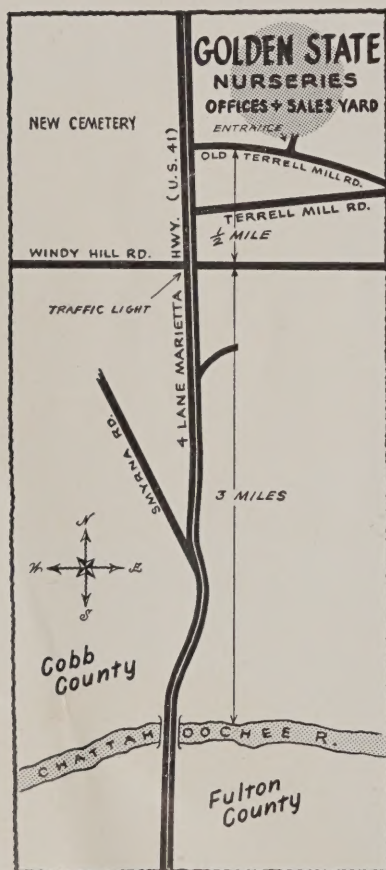 GOLDEN STATE
NURSERIES
OFFICES + SALES YARD
ENTRANCE
NEW CEMETERY
OLD TERRELL MILL RD.
TERRELL MILL RD.
1/2 MILE
WINDY HILL RD.
4 LANE MARIETTA HWY. (U.S. 41)
TRAFFIC LIGHT
SMYRNA RD.
3 MILES
N
W E
S
Cobb
County
CHATTAHOOCHEE R.
Fulton
County